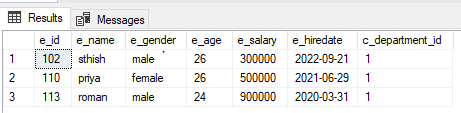 Results Messages
e_id e_name e_gender e_age e_salary e_hiredate c_department_id
1 102 sthish male 26 300000 2022-09-21 1
2 110 priya female 26 500000 2021-06-29 1
3 113 roman male 24 900000 2020-03-31 1